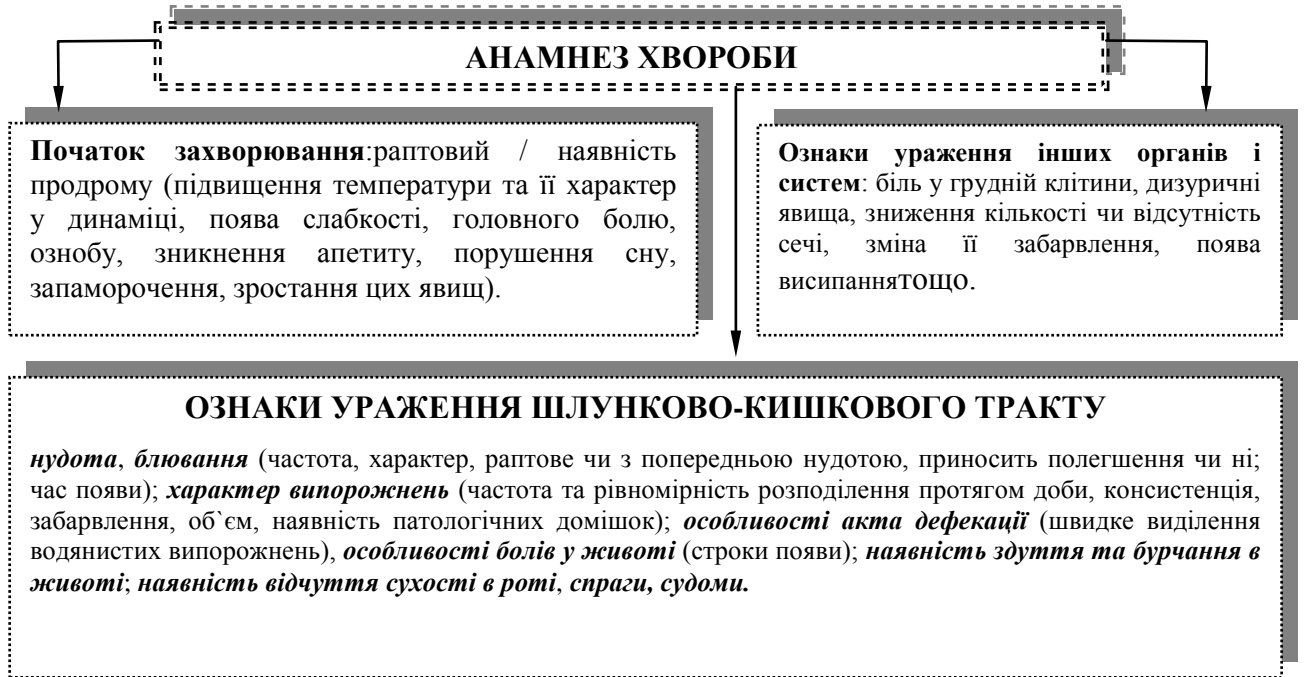 АНАМНЕЗ ХВОРОБИ
Початок захворювання:раптовий / наявність
продрому (підвищення температури та її характер
у динаміці, поява слабкості, головного болю,
ознобу, зникнення апетиту, порушення сну,
запаморочення, зростання цих явищ).
Ознаки ураження інших органів і
систем: біль у грудній клітини, дизуричні
явища, зниження кількості чи відсутність
сечі, зміна її забарвлення, поява
висипаннятощо.
ОЗНАКИ УРАЖЕННЯ ШЛУНКОВО-КИШКОВОГО ТРАКТУ
нудота, блювання (частота, характер, раптове чи з попередньою нудотою, приносить полегшення чи ні;
час появи); характер випорожнень (частота та рівномірність розподілення протягом доби, консистенція,
забарвлення, об`єм, наявність патологічних домішок); особливості акта дефекації (швидке виділення
водянистих випорожнень), особливості болів у животі (строки появи); наявність здуття та бурчання в
животі; наявність відчуття сухості в роті, спраги, судоми.